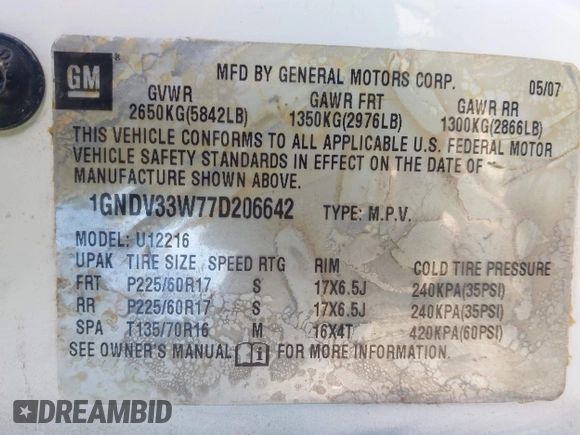 GM ®
MFD BY GENERAL MOTORS CORP. 05/07
GVWR GAWR FRT GAWR RR
2650KG(5842LB) 1350KG(2976LB) 1300KG(2866LB)
THIS VEHICLE CONFORMS TO ALL APPLICABLE U.S. FEDERAL MOTOR
VEHICLE SAFETY STANDARDS IN EFFECT ON THE DATE OF
MANUFACTURE SHOWN ABOVE.
1GNDV33W77D206642 TYPE: M.P.V.
MODEL: U12216
UPAK TIRE SIZE SPEED RTG RIM COLD TIRE PRESSURE
FRT P225/60R17 S 17X6.5J 240KPA(35PSI)
RR P225/60R17 S 17X6.5J 240KPA(35PSI)
SPA T135/70R16 M 16X4T 420KPA(60PSI)
SEE OWNER'S MANUAL FOR MORE INFORMATION.
DREAMBID